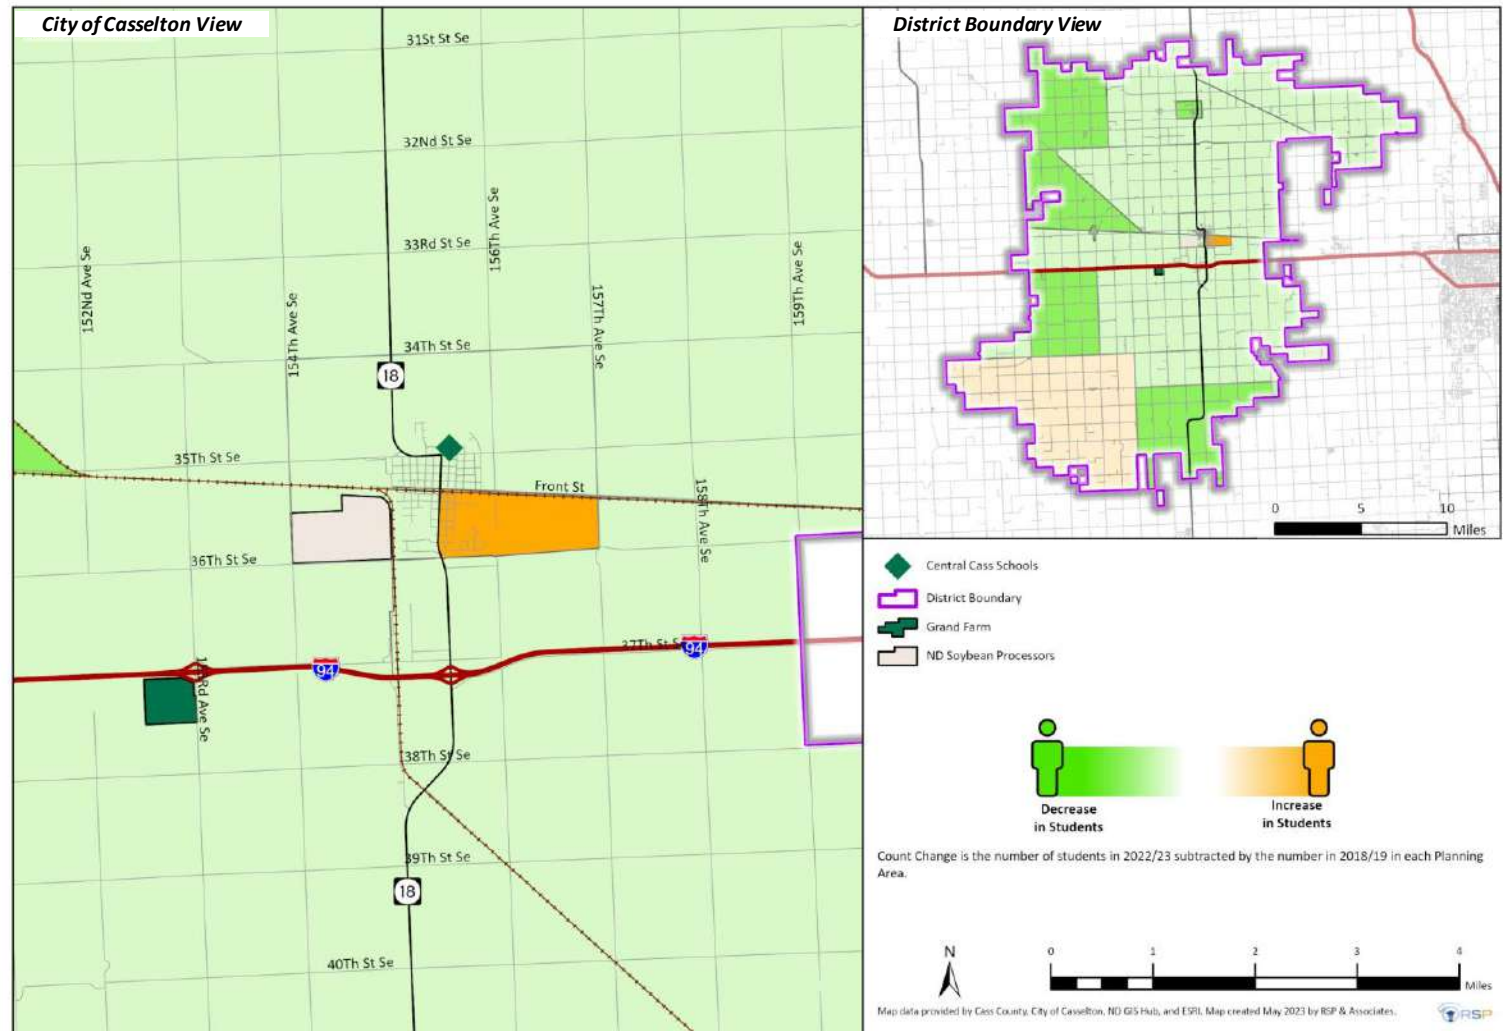 City of Casselton View
District Boundary View
31St St Se
32Nd St Se
152Nd Ave Se
154Th Ave Se
33Rd St Se
156Th Ave Se
157Th Ave Se
159Th Ave Se
34Th St Se
18
35Th St Se
Front St
158Th Ave Se
36Th St Se
37Th St S
94
94
Rd Ave Se
38Th St Se
39Th St Se
18
40Th St Se
0 5 10
Miles
Central Cass Schools
District Boundary
Grand Farm
ND Soybean Processors
Decrease
in Students
Increase
in Students
Count Change is the number of students in 2022/23 subtracted by the number in 2018/19 in each Planning
Area.
N
0 1 2 3 4
Miles
Map data provided by Cass County, City of Casselton, ND GIS Hub, and ESRI. Map created May 2023 by RSP & Associates.
RSP